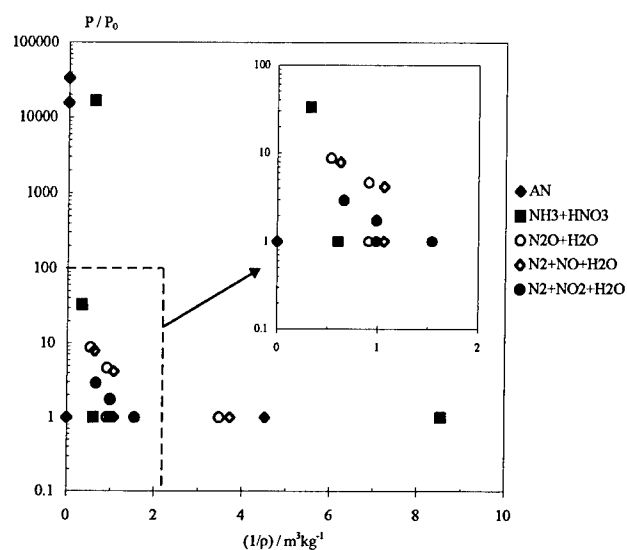 P / P₀
100000
10000
1000
100
10
1
0.1
0
2
4
6
8
10
(1/ρ) / m³kg⁻¹
100
10
1
0.1
0
1
2
AN
NH3+HNO3
N2O+H2O
N2+NO+H2O
N2+NO2+H2O